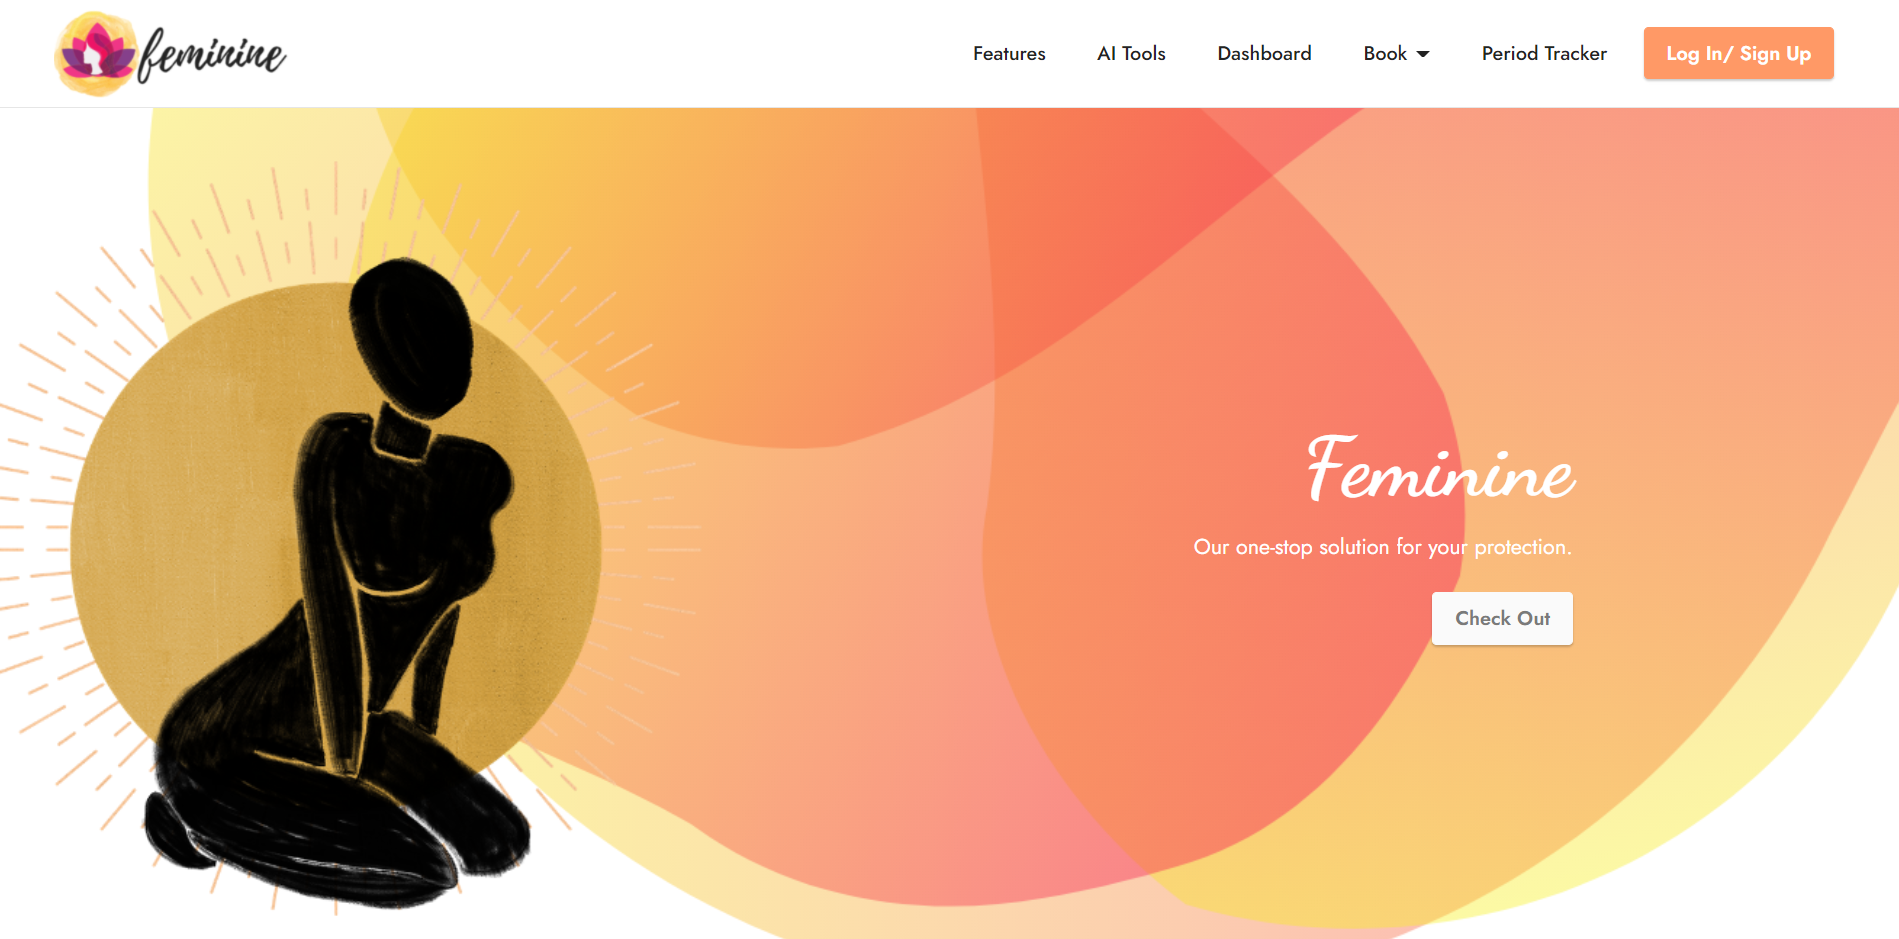 feminine
Features AI Tools Dashboard Book Period Tracker Log In/ Sign Up
Feminine
Our one-stop solution for your protection.
Check Out